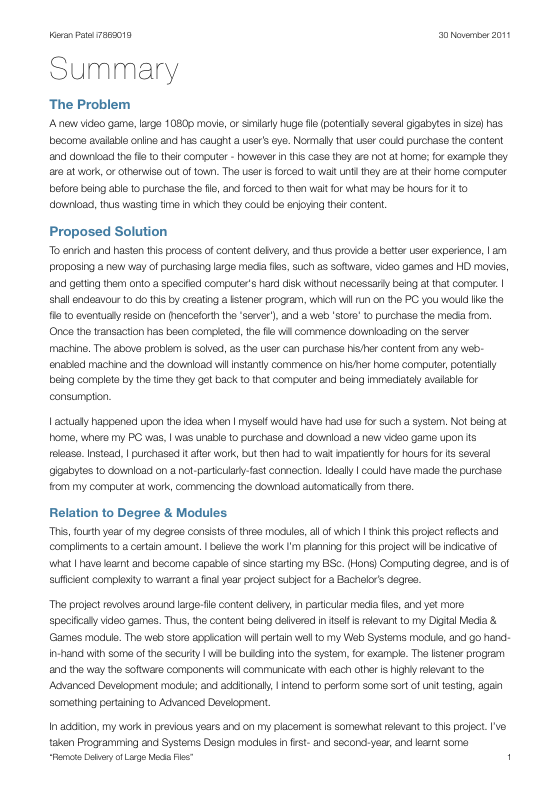 Kieran Patel i7869019
30 November 2011
Summary
The Problem
A new video game, large 1080p movie, or similarly huge file (potentially several gigabytes in size) has
become available online and has caught a user's eye. Normally that user could purchase the content
and download the file to their computer - however in this case they are not at home; for example they
are at work, or otherwise out of town. The user is forced to wait until they are at their home computer
before being able to purchase the file, and forced to then wait for what may be hours for it to
download, thus wasting time in which they could be enjoying their content.
Proposed Solution
To enrich and hasten this process of content delivery, and thus provide a better user experience, I am
proposing a new way of purchasing large media files, such as software, video games and HD movies,
and getting them onto a specified computer's hard disk without necessarily being at that computer. I
shall endeavour to do this by creating a listener program, which will run on the PC you would like the
file to eventually reside on (henceforth the 'server'), and a web 'store' to purchase the media from.
Once the transaction has been completed, the file will commence downloading on the server
machine. The above problem is solved, as the user can purchase his/her content from any web-
enabled machine and the download will instantly commence on his/her home computer, potentially
being complete by the time they get back to that computer and being immediately available for
consumption.
I actually happened upon the idea when I myself would have had use for such a system. Not being at
home, where my PC was, I was unable to purchase and download a new video game upon its
release. Instead, I purchased it after work, but then had to wait impatiently for hours for its several
gigabytes to download on a not-particularly-fast connection. Ideally I could have made the purchase
from my computer at work, commencing the download automatically from there.
Relation to Degree & Modules
This, fourth year of my degree consists of three modules, all of which I think this project reflects and
compliments to a certain amount. I believe the work I'm planning for this project will be indicative of
what I have learnt and become capable of since starting my BSc. (Hons) Computing degree, and is of
sufficient complexity to warrant a final year project subject for a Bachelor's degree.
The project revolves around large-file content delivery, in particular media files, and yet more
specifically video games. Thus, the content being delivered in itself is relevant to my Digital Media &
Games module. The web store application will pertain well to my Web Systems module, and go hand-
in-hand with some of the security I will be building into the system, for example. The listener program
and the way the software components will communicate with each other is highly relevant to the
Advanced Development module; and additionally, I intend to perform some sort of unit testing, again
something pertaining to Advanced Development.
In addition, my work in previous years and on my placement is somewhat relevant to this project. I've
taken Programming and Systems Design modules in first- and second-year, and learnt some
"Remote Delivery of Large Media Files"
1